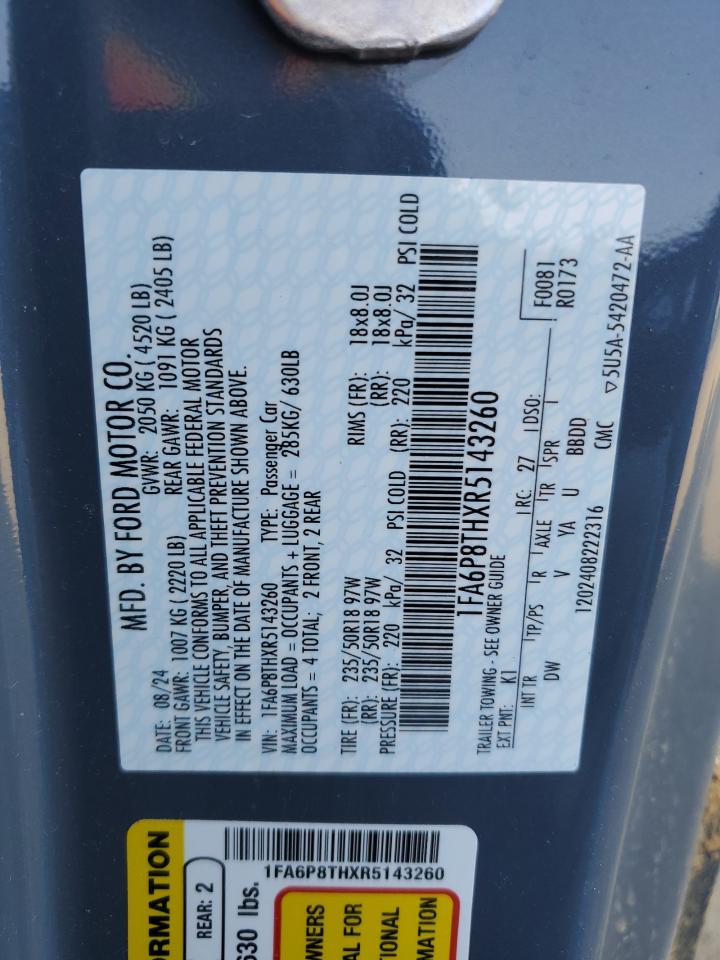 MFD. BY FORD MOTOR CO.
DATE: 08/24 GVWR: 2050 KG ( 4520 LB)
FRONT GAWR: 1007 KG ( 2220 LB) REAR GAWR: 1091 KG ( 2405 LB)
THIS VEHICLE CONFORMS TO ALL APPLICABLE FEDERAL MOTOR
VEHICLE SAFETY, BUMPER, AND THEFT PREVENTION STANDARDS
IN EFFECT ON THE DATE OF MANUFACTURE SHOWN ABOVE.
VIN: 1FA6P8THXR5143260 TYPE: Passenger Car
MAXIMUM LOAD = OCCUPANTS + LUGGAGE = 285KG/ 630LB
OCCUPANTS = 4 TOTAL; 2 FRONT, 2 REAR
TIRE (FR): 235/50R18 97W RIMS (FR): 18x8.0J
(RR): 235/50R18 97W (RR): 18x8.0J
PRESSURE (FR): 220 kPa/ 32 PSI COLD (RR): 220 kPa/ 32 PSI COLD
1FA6P8THXR5143260
TRAILER TOWING - SEE OWNER GUIDE F0081
EXT PNT: K1 RC: 27 DSO: R0173
INT TR TP/PS R AXLE TR SPR
DW V YA U BBDD
1202408222316 CMC ▽5U5A-5420472-AA
ORMATION
REAR: 2
630 lbs.
1FA6P8THXR5143260
WNERS
AL FOR
TIONAL
MATION